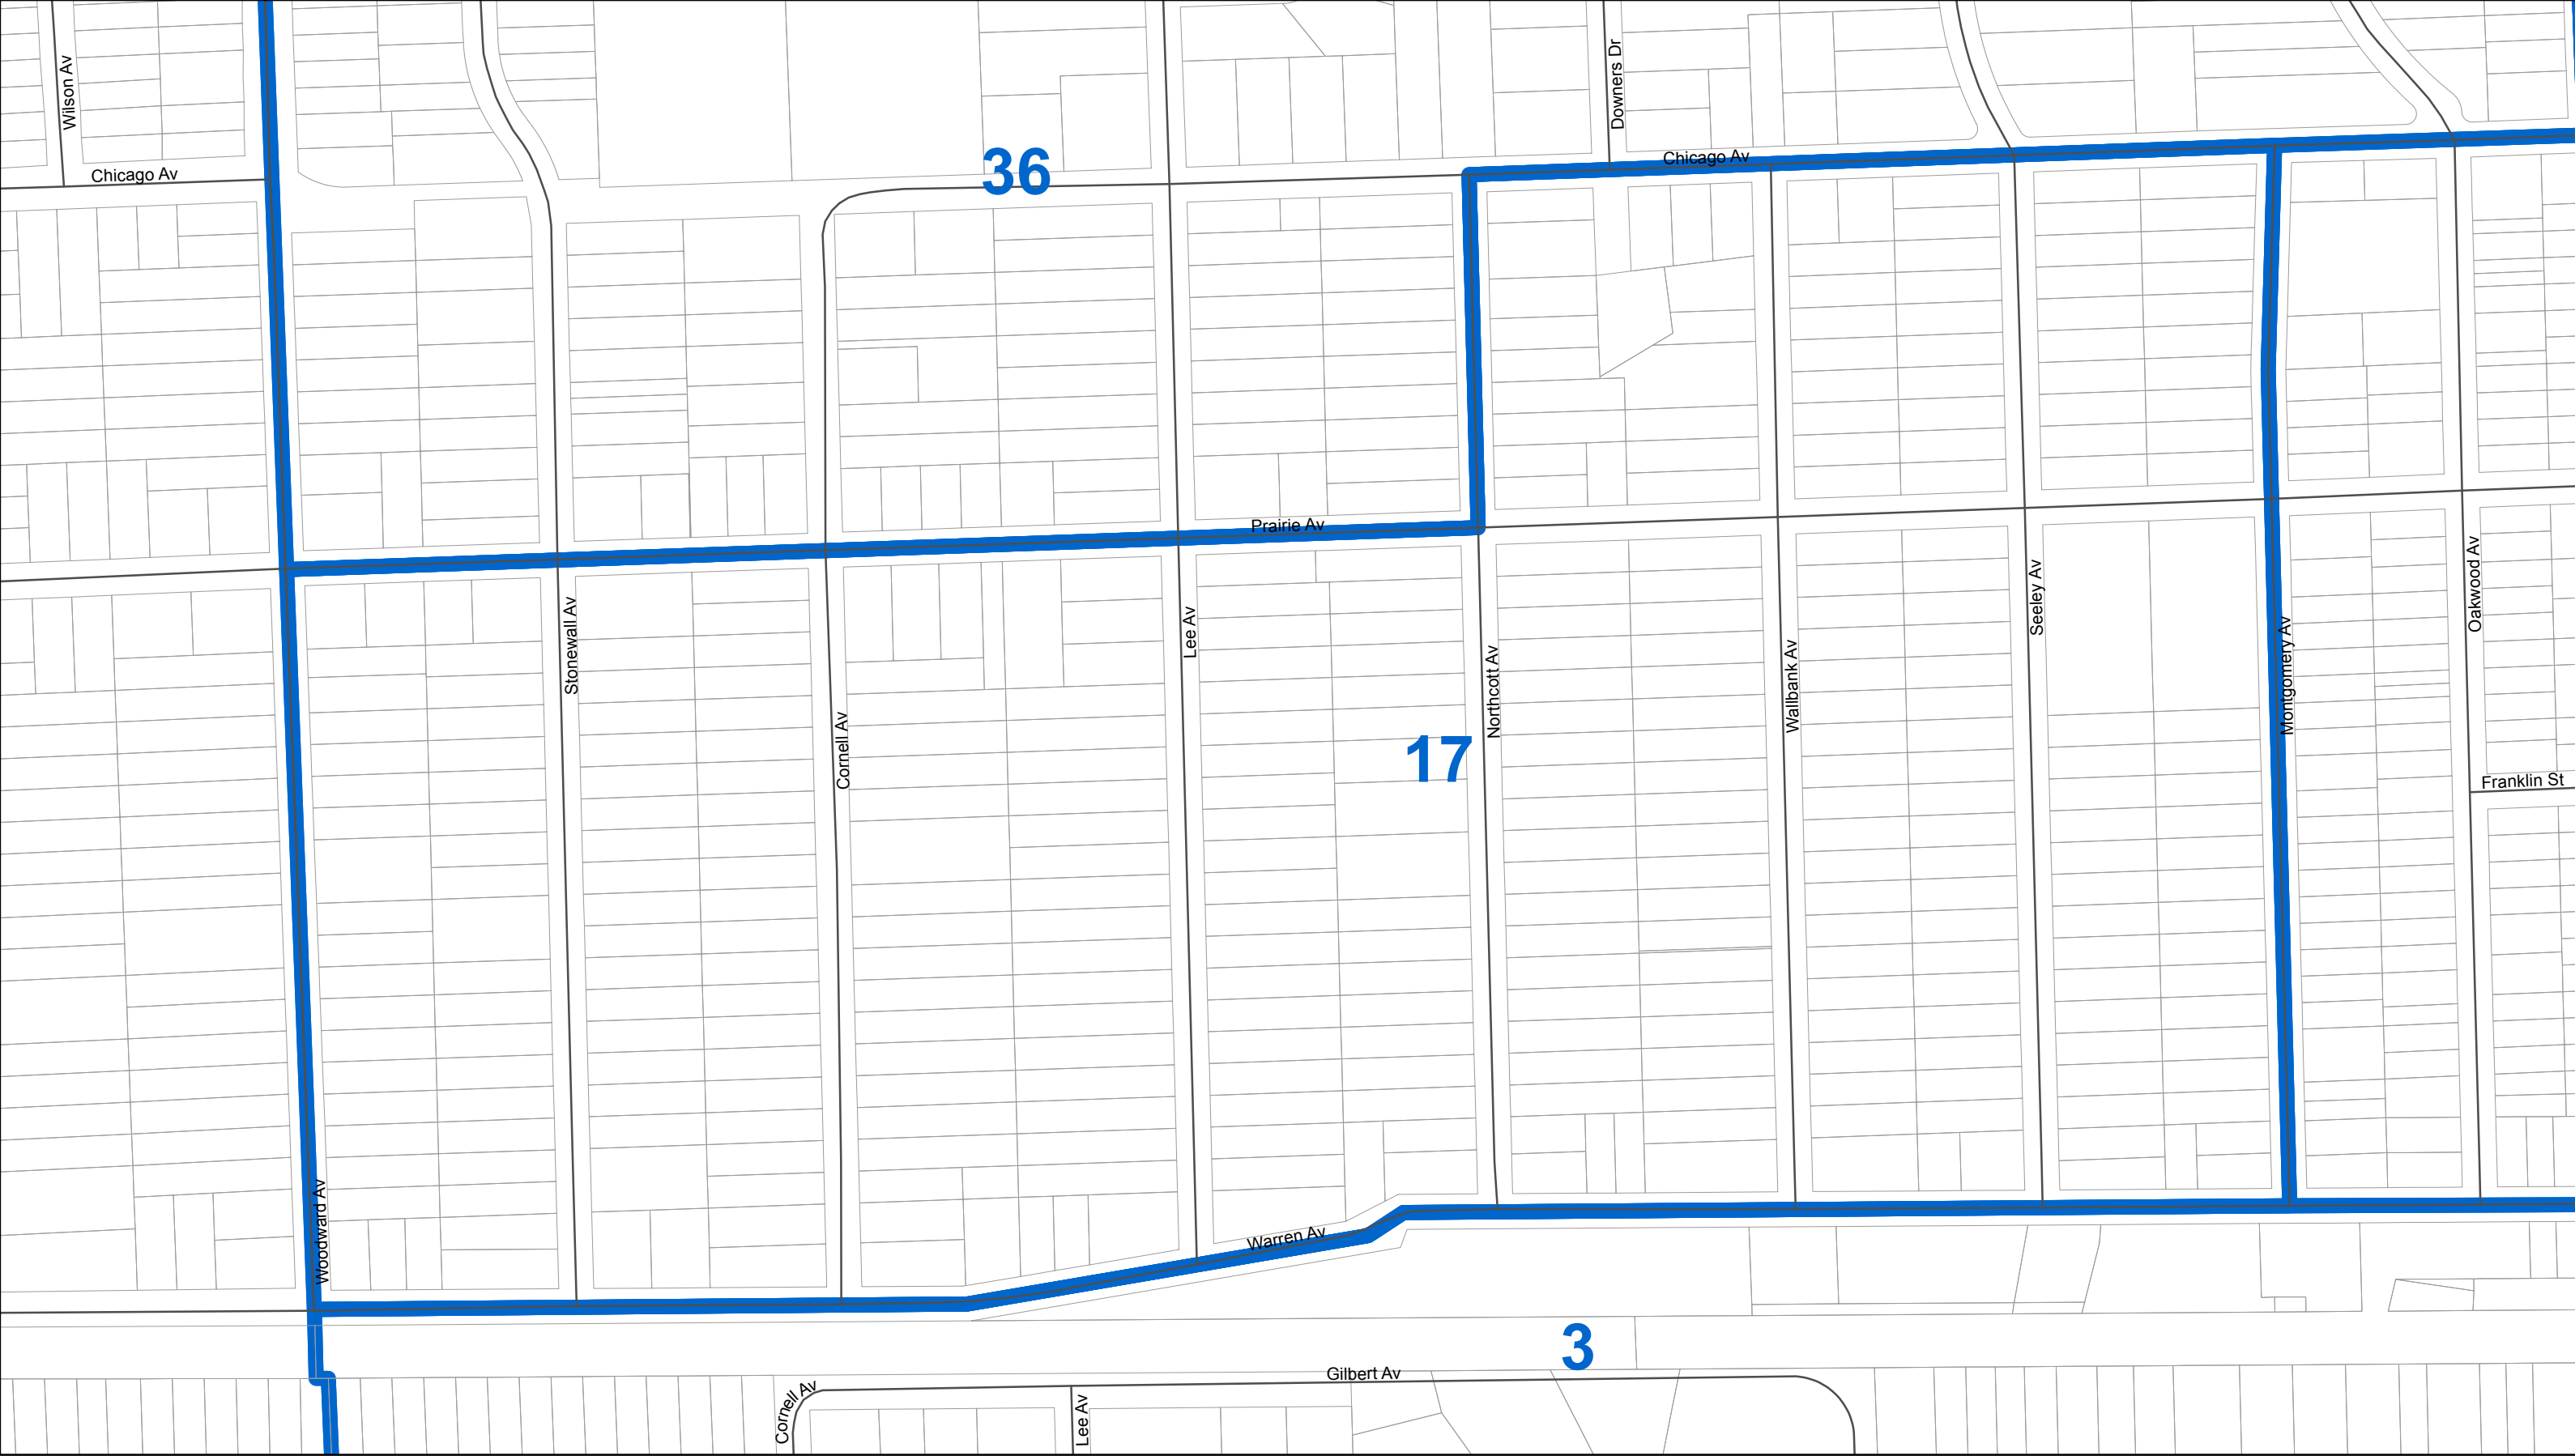 Wilson Av
Downers Dr
Chicago Av
Chicago Av
36
Prairie Av
Stonewall Av
Cornell Av
Lee Av
Northcott Av
17
Wallbank Av
Seeley Av
Montgomery Av
Oakwood Av
Franklin St
Woodward Av
Warren Av
3
Gilbert Av
Cornell Av
Lee Av